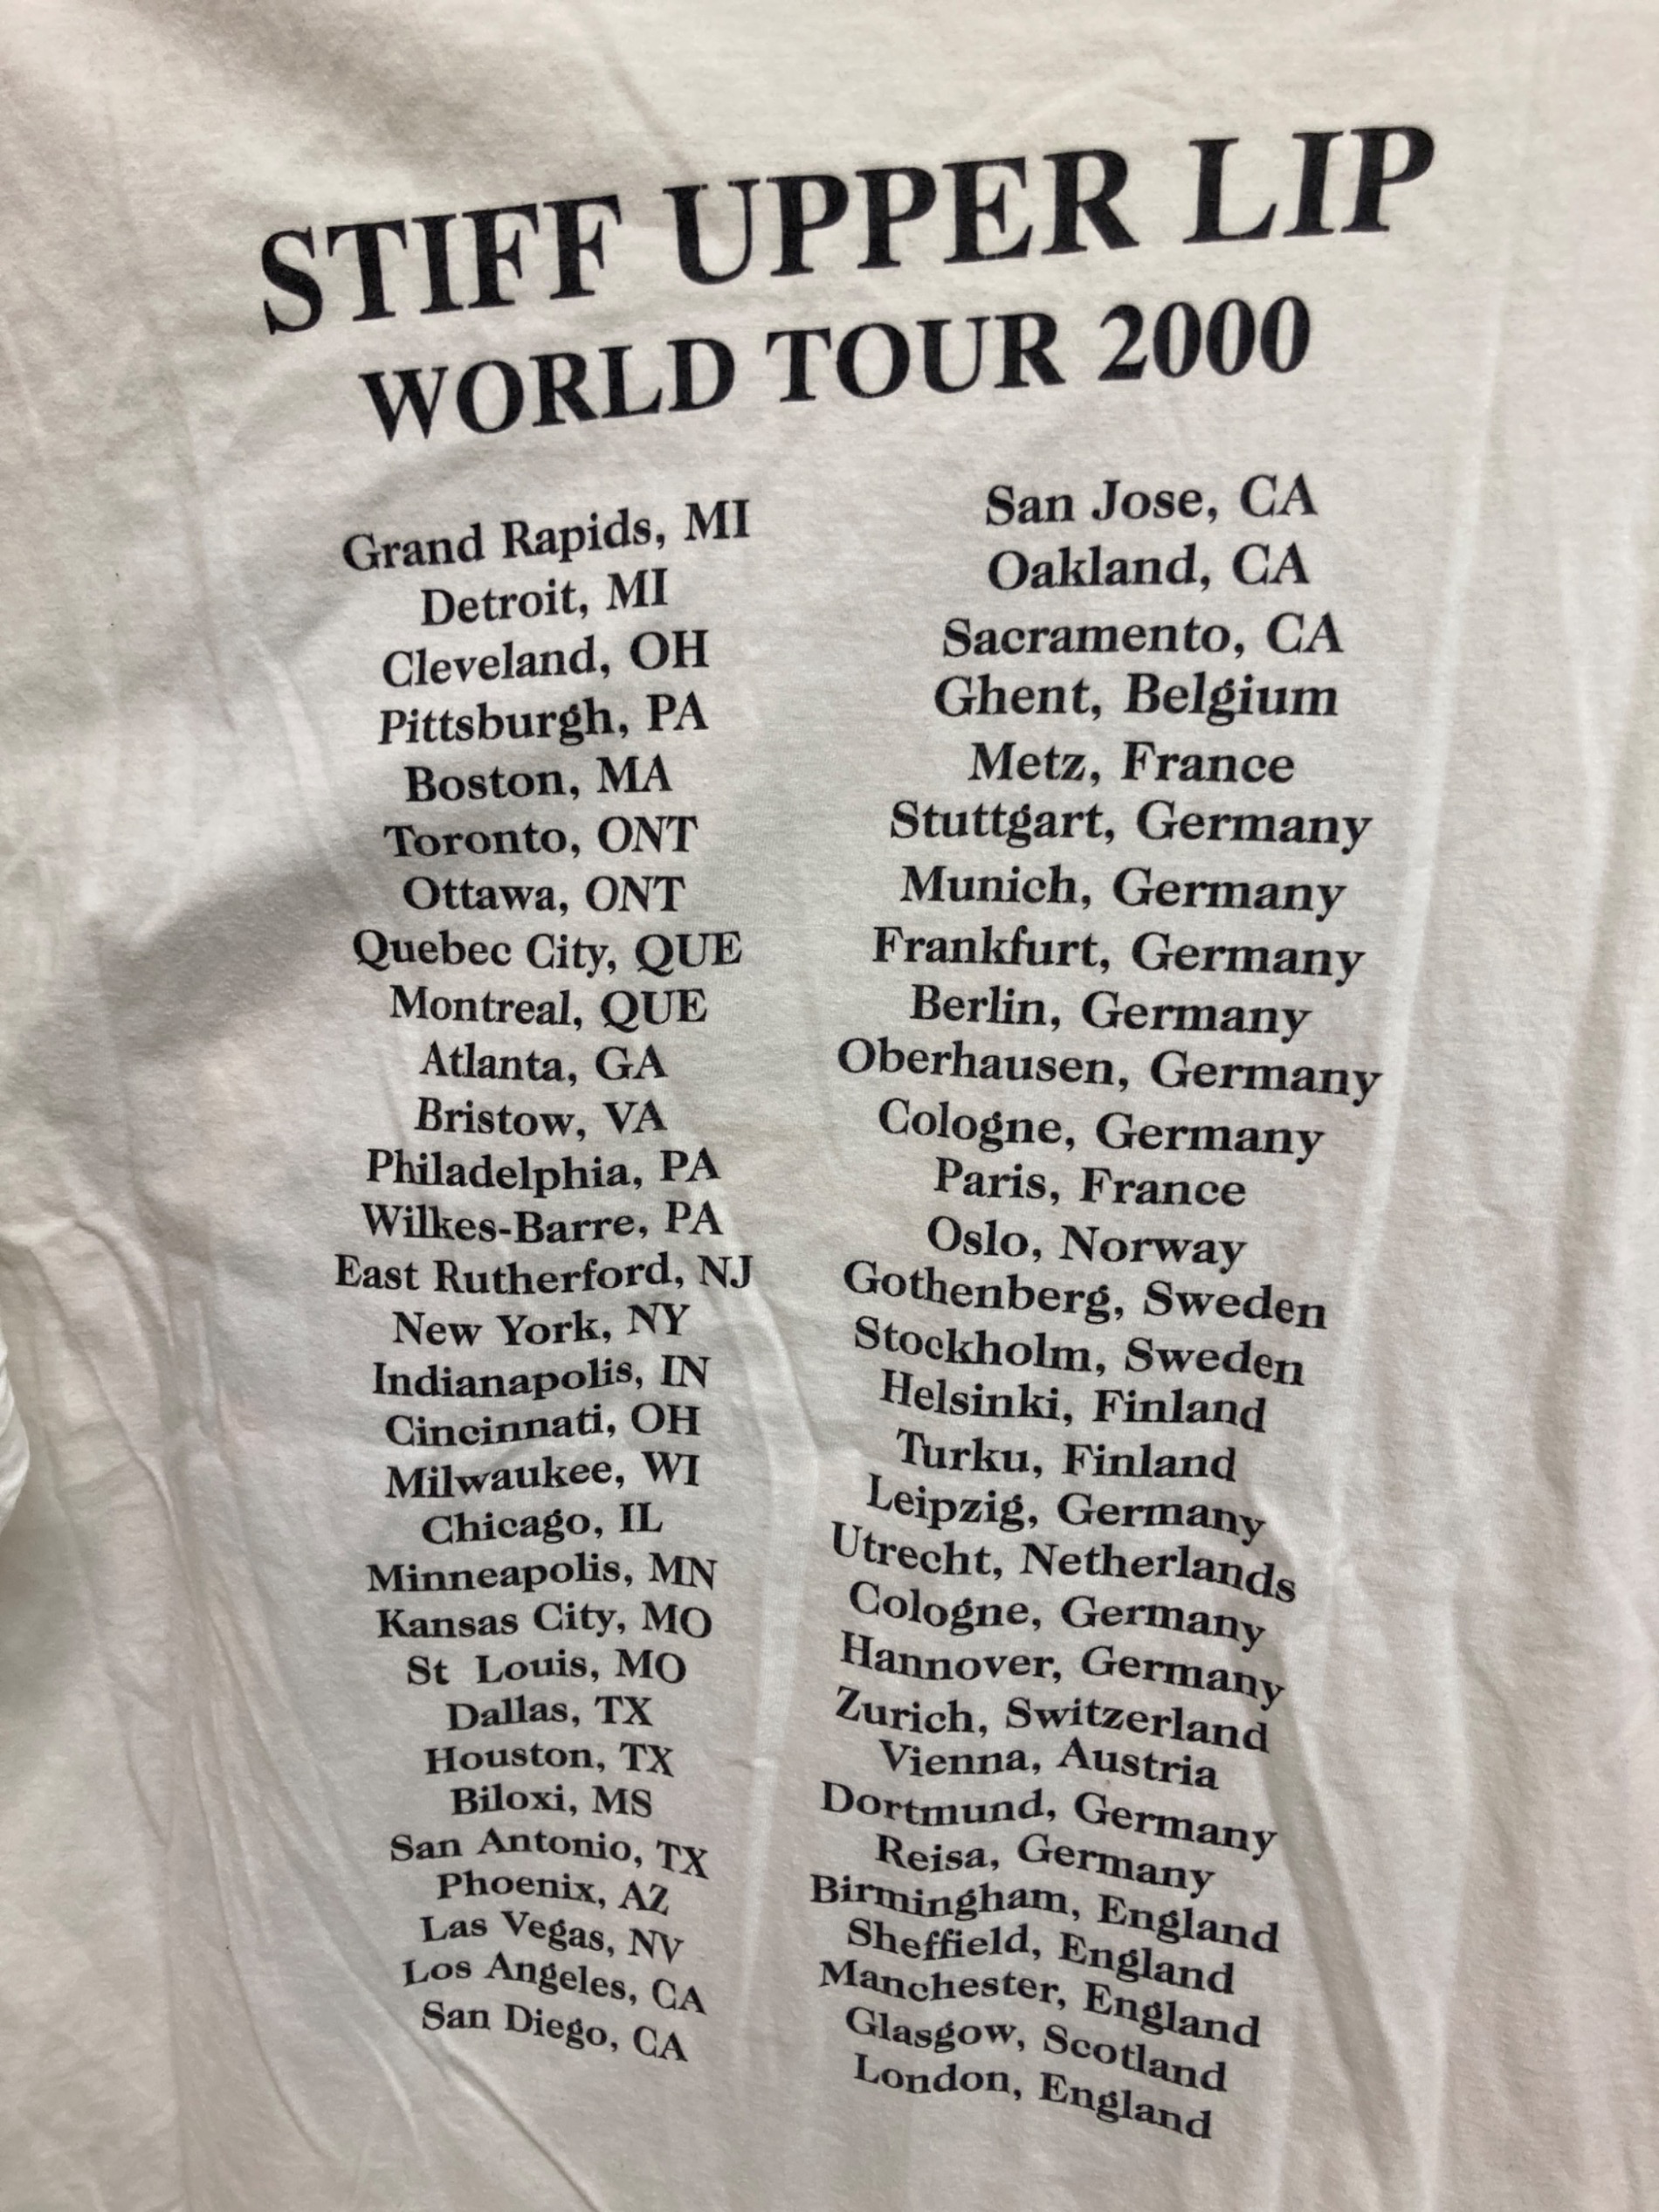 STIFF UPPER LIP
WORLD TOUR 2000
Grand Rapids, MI
Detroit, MI
Cleveland, OH
Pittsburgh, PA
Boston, MA
Toronto, ONT
Ottawa, ONT
Quebec City, QUE
Montreal, QUE
Atlanta, GA
Bristow, VA
Philadelphia, PA
Wilkes-Barre, PA
East Rutherford, NJ
New York, NY
Indianapolis, IN
Cincinnati, OH
Milwaukee, WI
Chicago, IL
Minneapolis, MN
Kansas City, MO
St Louis, MO
Dallas, TX
Houston, TX
Biloxi, MS
San Antonio, TX
Phoenix, AZ
Las Vegas, NV
Los Angeles, CA
San Diego, CA
San Jose, CA
Oakland, CA
Sacramento, CA
Ghent, Belgium
Metz, France
Stuttgart, Germany
Munich, Germany
Frankfurt, Germany
Berlin, Germany
Oberhausen, Germany
Cologne, Germany
Paris, France
Oslo, Norway
Gothenberg, Sweden
Stockholm, Sweden
Helsinki, Finland
Turku, Finland
Leipzig, Germany
Utrecht, Netherlands
Cologne, Germany
Hannover, Germany
Zurich, Switzerland
Vienna, Austria
Dortmund, Germany
Reisa, Germany
Birmingham, England
Sheffield, England
Manchester, England
Glasgow, Scotland
London, England